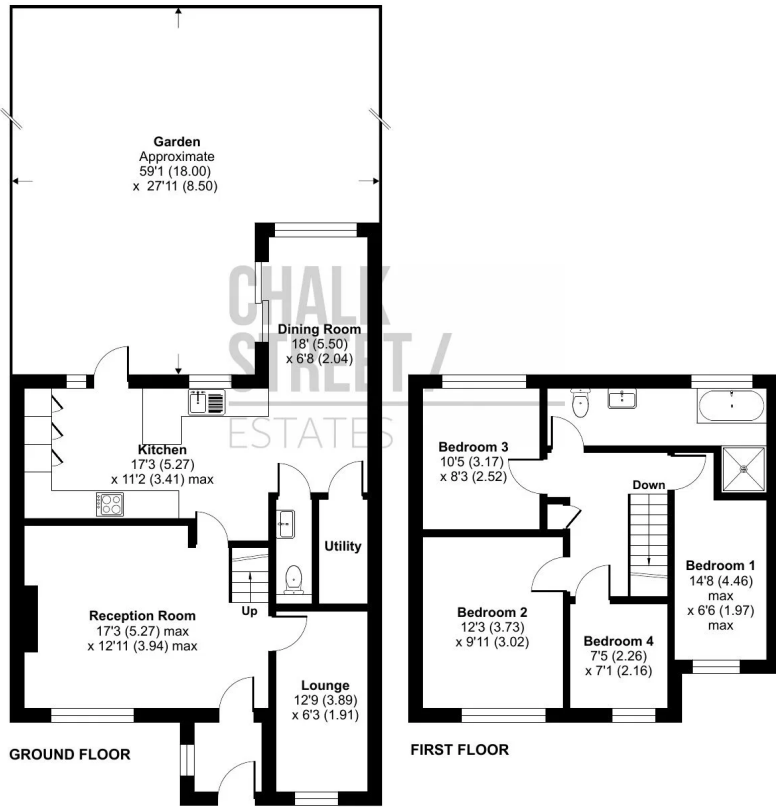 Garden
Approximate
59'1 (18.00)
x 27'11 (8.50)
CHALK
STREET /
ESTATES
Dining Room
18' (5.50)
x 6'8 (2.04)
Kitchen
17'3 (5.27)
x 11'2 (3.41) max
Utility
Reception Room
17'3 (5.27) max
x 12'11 (3.94) max
Up
Lounge
12'9 (3.89)
x 6'3 (1.91)
GROUND FLOOR
Bedroom 3
10'5 (3.17)
x 8'3 (2.52)
Down
Bedroom 1
14'8 (4.46)
max
x 6'6 (1.97)
max
Bedroom 2
12'3 (3.73)
x 9'11 (3.02)
Bedroom 4
7'5 (2.26)
x 7'1 (2.16)
FIRST FLOOR